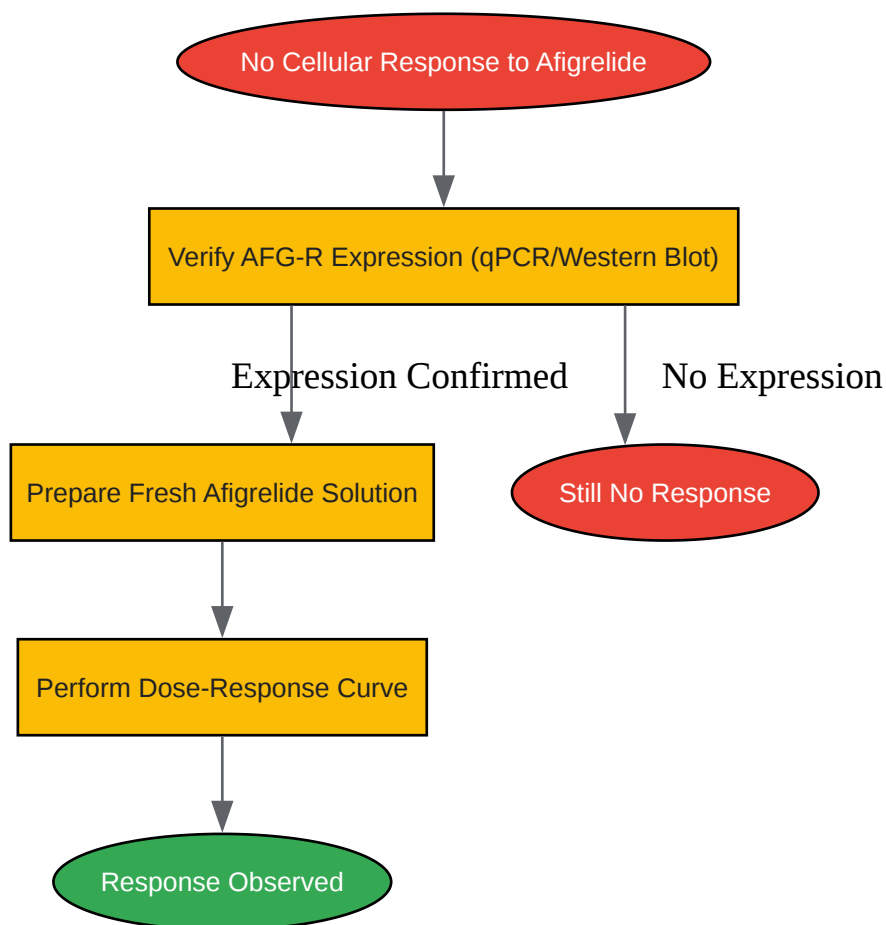 No Cellular Response to Afigrelide
Verify AFG-R Expression (qPCR/Western Blot)
Expression Confirmed
No Expression
Prepare Fresh Afigrelide Solution
Still No Response
Perform Dose-Response Curve
Response Observed